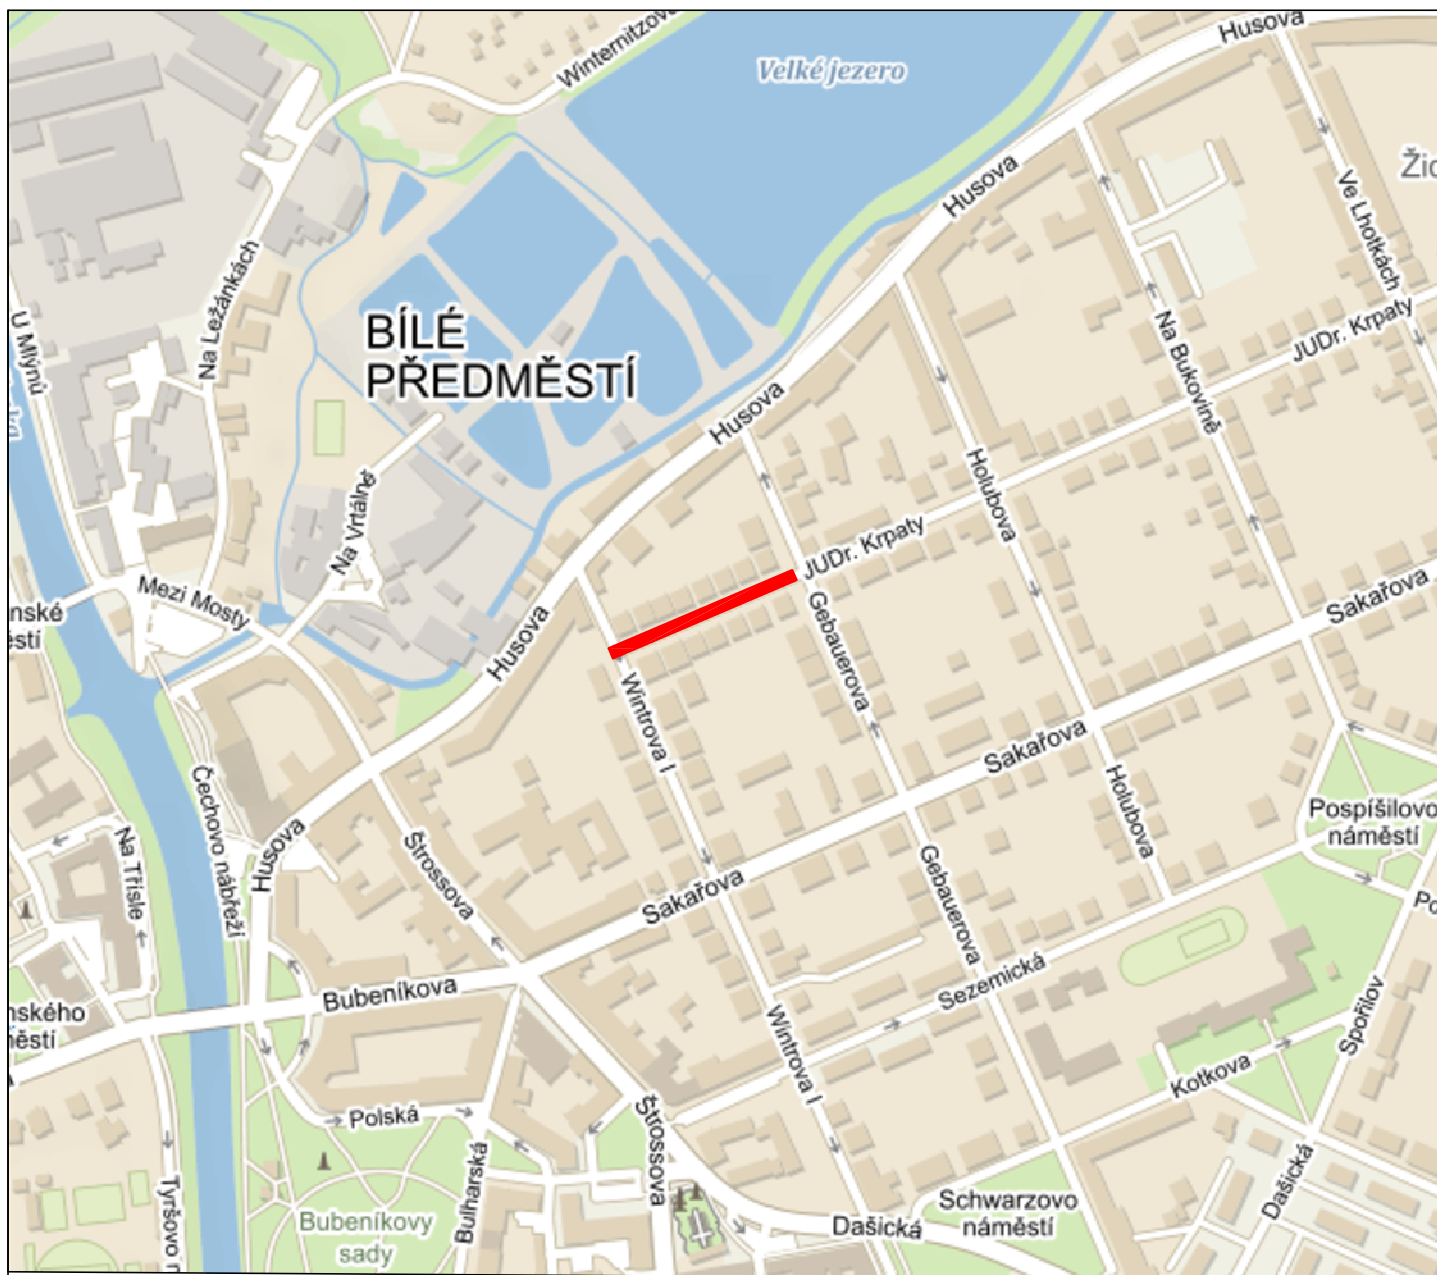 Husova
Winternitzova
Velké jezero
Husova
Ve Lhotkách
Na Ležánkách
U Mlýnů
BÍLÉ
PŘEDMĚSTÍ
JUDr. Krpaty
Na Bukovině
Husova
Holubova
Na Vrtálně
JUDr. Krpaty
Mezi Mosty
Gebauerova
Sakařova
Husova
Wintrova I
Sakařova
Holubova
Pospíšilovo
náměstí
Čechovo nábřeží
Husova
Na Třísle
Štrossova
Sakařova
Gebauerova
Sezemická
Bubeníkova
Spořilov
Wintrova I
Kotkova
Polská
Štrossova
Bulharská
Tyršovo
Dašická
Schwarzovo
náměstí
Dašická
Bubeníkovy
sady